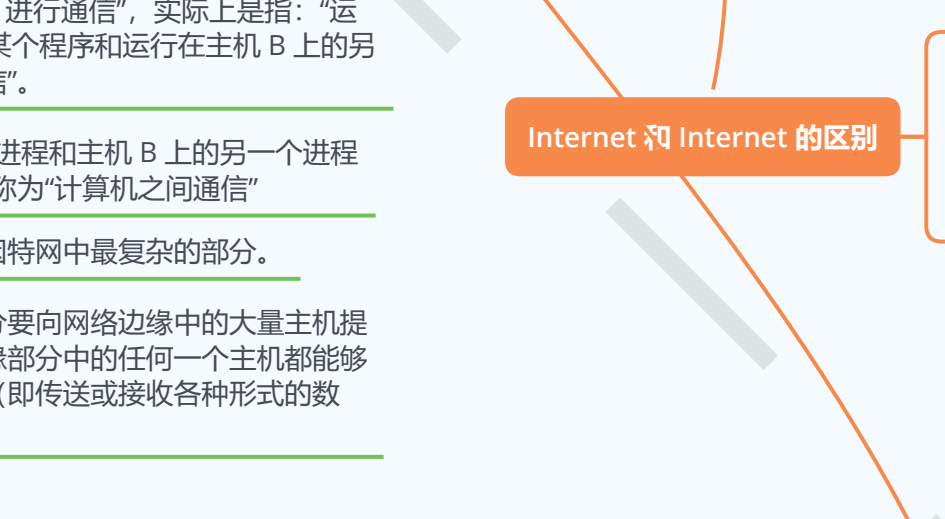 进行通信”，实际上是指：“运
某个程序和运行在主机 B 上的另
信”。
进程和主机 B 上的另一个进程
称为“计算机之间通信”
因特网中最复杂的部分。
分要向网络边缘中的大量主机提
缘部分中的任何一个主机都能够
（即传送或接收各种形式的数
Internet 和 Internet 的区别